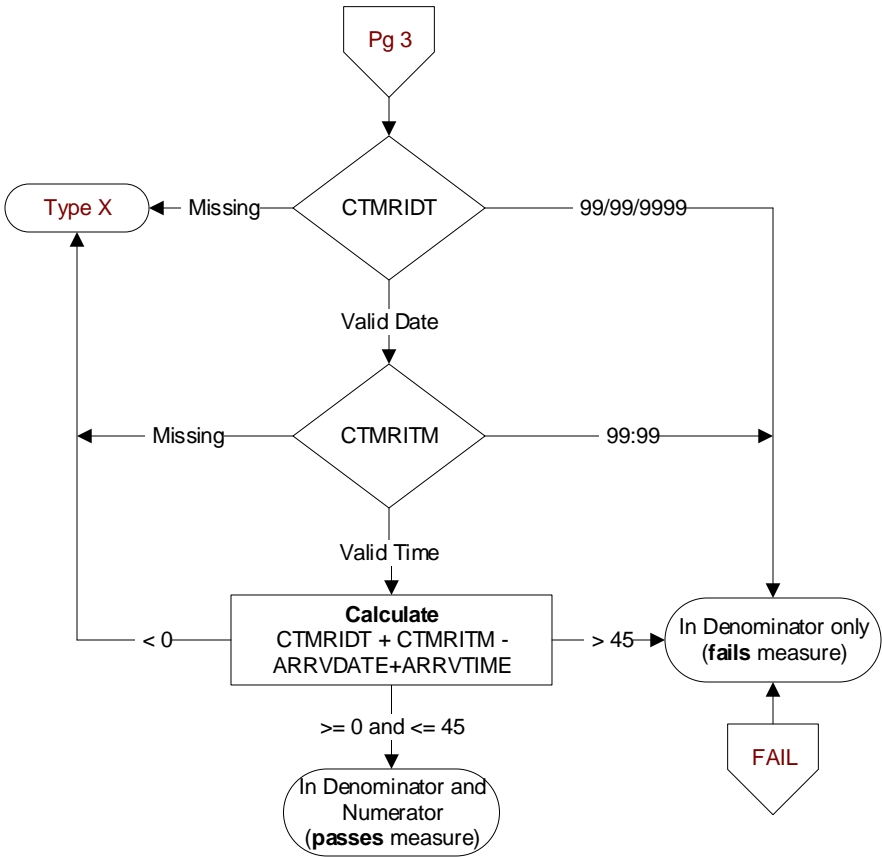 Pg 3
Type X
Missing
CTMRIDT
99/99/9999
Valid Date
Missing
CTMRITM
99:99
Valid Time
< 0
Calculate
CTMRIDT + CTMRITM -
ARRVDATE+ARRVTIME
> 45
In Denominator only
(fails measure)
>= 0 and <= 45
FAIL
In Denominator and
Numerator
(passes measure)